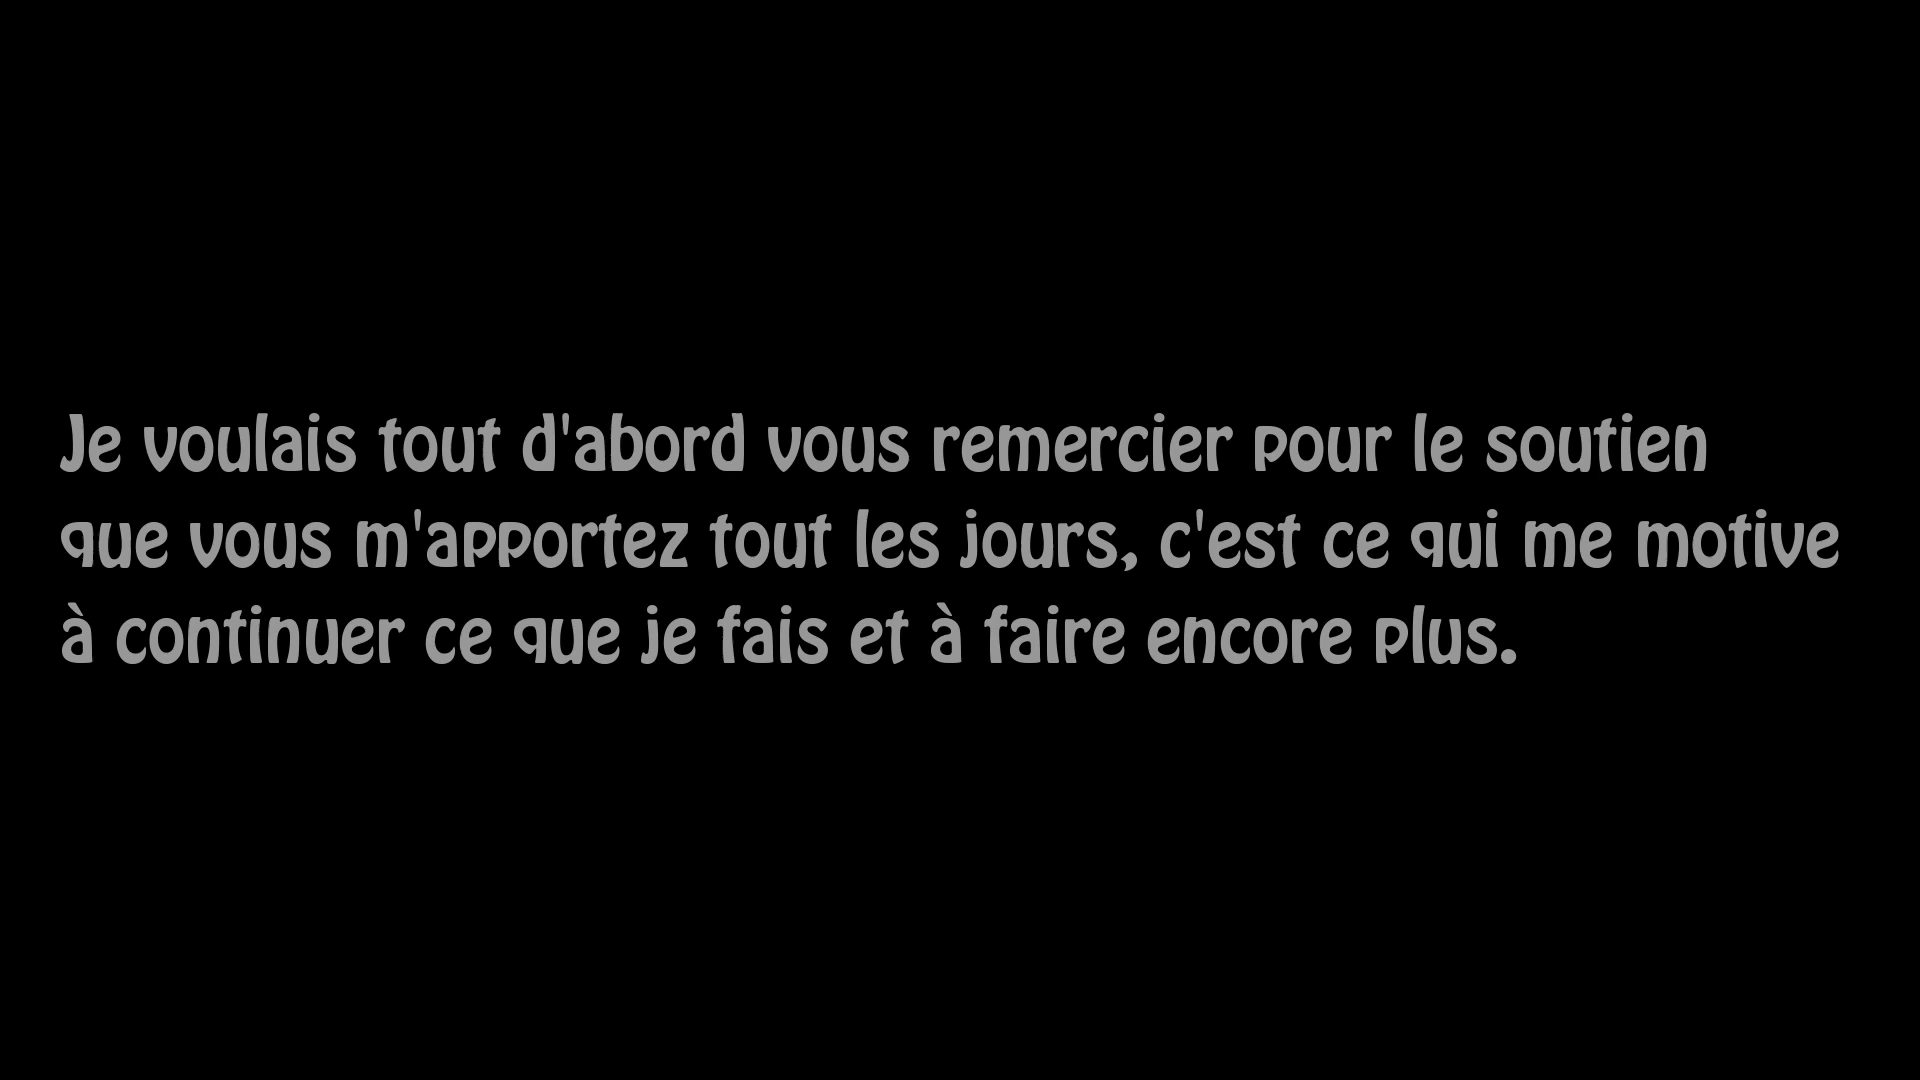 Je voulais tout d'abord vous remercier pour le soutien
que vous m'apportez tout les jours, c'est ce qui me motive
à continuer ce que je fais et à faire encore plus.